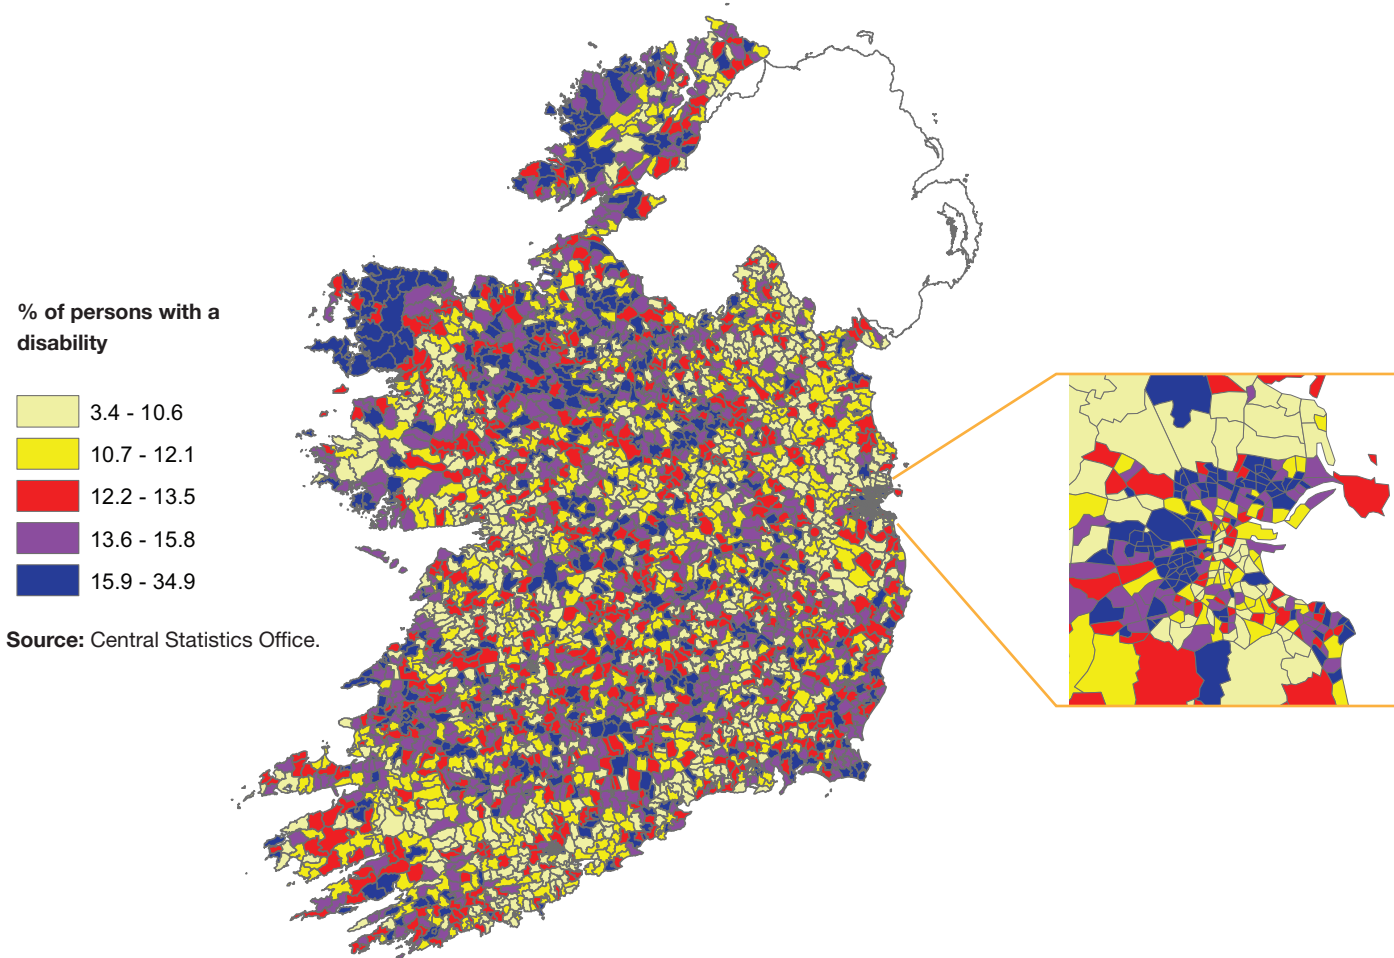 % of persons with a
disability
3.4 - 10.6
10.7 - 12.1
12.2 - 13.5
13.6 - 15.8
15.9 - 34.9
Source: Central Statistics Office.